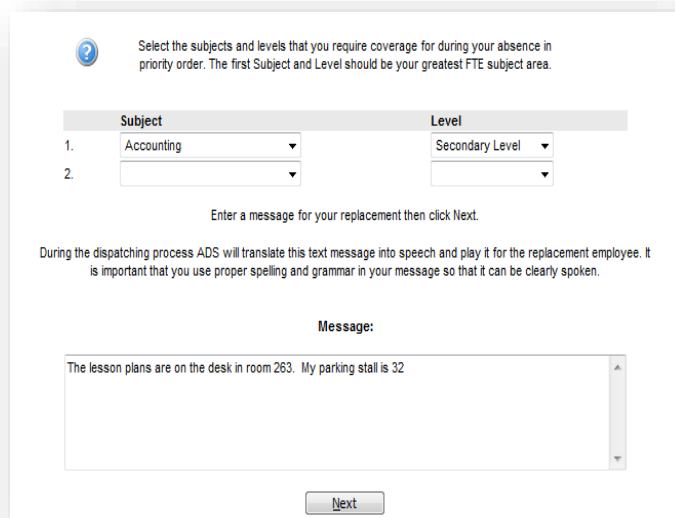 Select the subjects and levels that you require coverage for during your absence in
priority order. The first Subject and Level should be your greatest FTE subject area.
Subject Level
1. Accounting Secondary Level
2.
Enter a message for your replacement then click Next.
During the dispatching process ADS will translate this text message into speech and play it for the replacement employee. It
is important that you use proper spelling and grammar in your message so that it can be clearly spoken.
Message:
The lesson plans are on the desk in room 263.  My parking stall is 32
Next